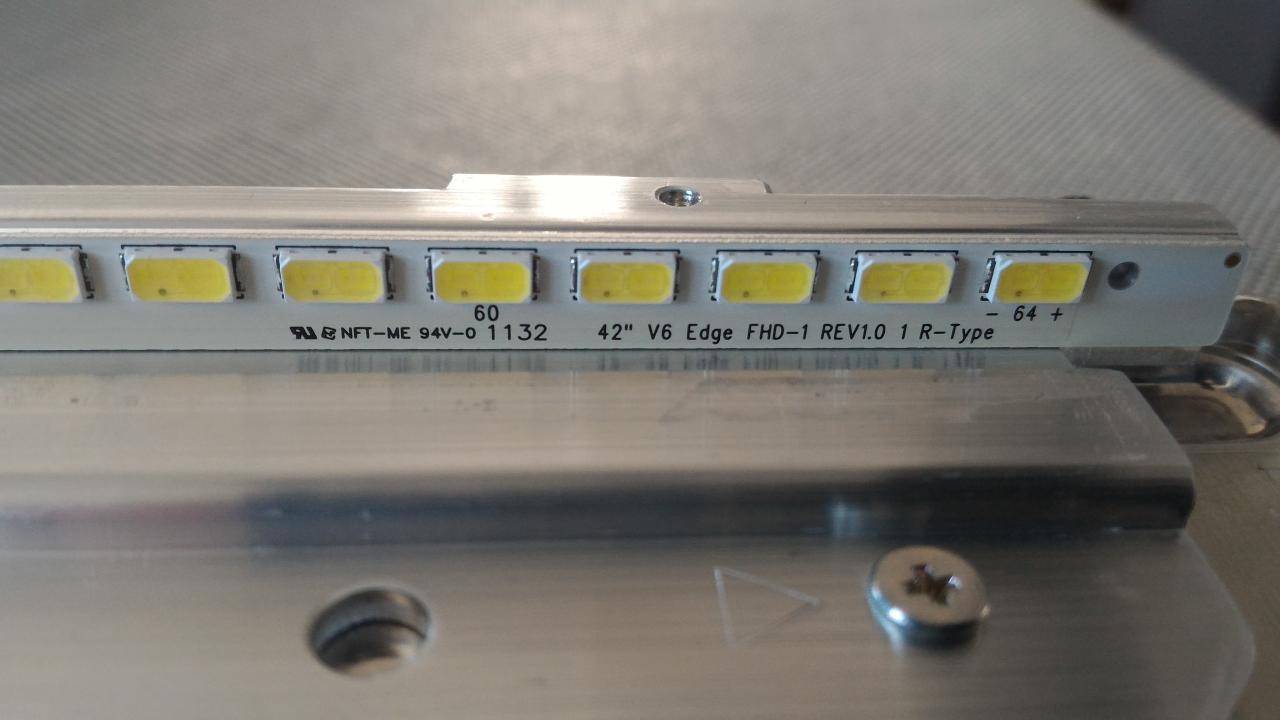 60
- 64 +
NFT-ME 94V-0 1132 42" V6 Edge FHD-1 REV1.0 1 R-Type